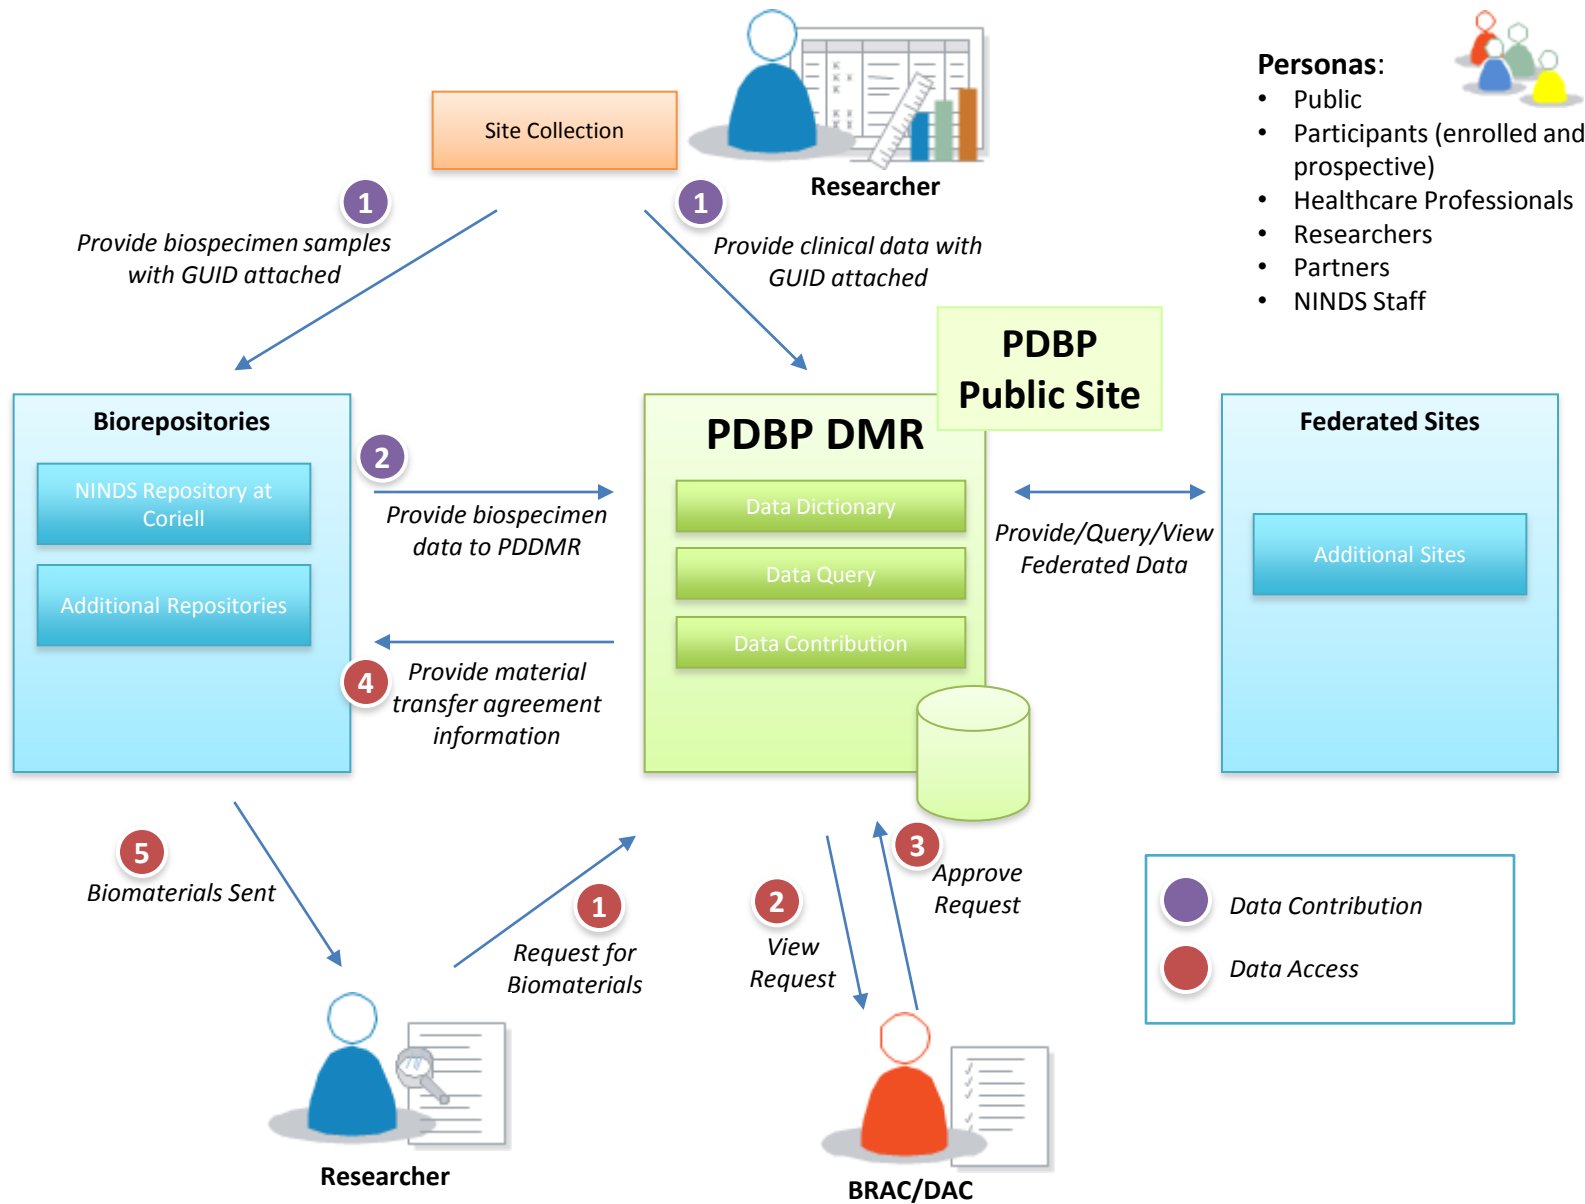 Site Collection
Researcher
Personas:
• Public
• Participants (enrolled and
prospective)
• Healthcare Professionals
• Researchers
• Partners
• NINDS Staff
1
Provide biospecimen samples
with GUID attached
1
Provide clinical data with
GUID attached
PDBP
Public Site
Biorepositories
NINDS Repository at
Coriell
Additional Repositories
2
Provide biospecimen
data to PDDMR
4
Provide material
transfer agreement
information
PDBP DMR
Data Dictionary
Data Query
Data Contribution
Provide/Query/View
Federated Data
Federated Sites
Additional Sites
5
Biomaterials Sent
1
Request for
Biomaterials
2
View
Request
3
Approve
Request
Data Contribution
Data Access
Researcher
BRAC/DAC